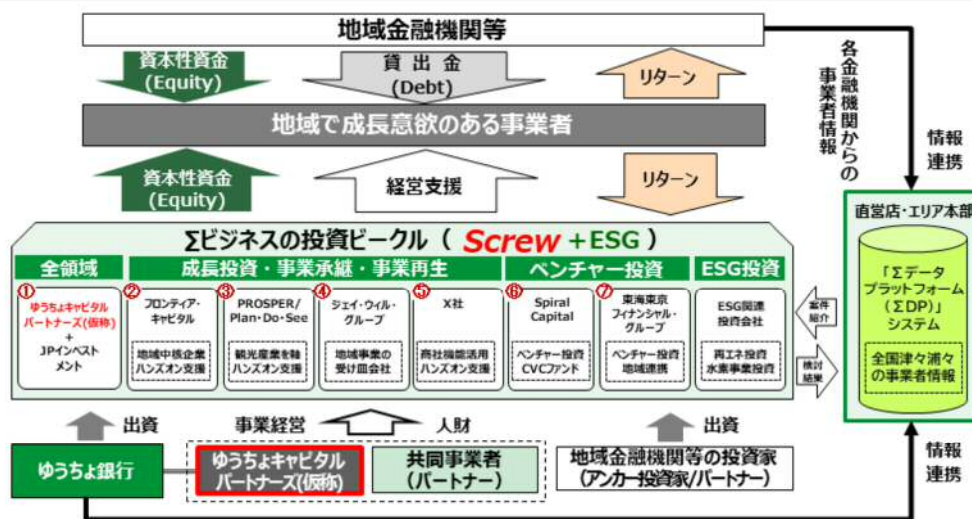 地域金融機関等
資本性資金
(Equity)
貸出金
(Debt)
リターン
各金融機関からの
事業者情報
情報
連携
地域で成長意欲のある事業者
資本性資金
(Equity)
経営支援
リターン
直営店・エリア本部
Σビジネスの投資ビークル（ Screw +ESG ）
全領域
成長投資・事業承継・事業再生
ベンチャー投資
ESG投資
①
ゆうちょキャピタル
パートナーズ(仮称)
+
JPインベスト
メント
②
フロンティア・
キャピタル
地域中核企業
ハンズオン支援
③
PROSPER/
Plan・Do・See
観光産業を軸
ハンズオン支援
④
ジェイ・ウィル・
グループ
地域事業の
受け皿会社
⑤
X社
商社機能活用
ハンズオン支援
⑥
Spiral
Capital
ベンチャー投資
CVCファンド
⑦
東海東京
フィナンシャル・
グループ
ベンチャー投資
地域連携
ESG関連
投資会社
再エネ投資
水素事業投資
案件
紹介
検討
結果
「Σデータ
プラットフォーム
(ΣDP)」
システム
全国津々浦々
の事業者情報
出資
事業経営
人財
出資
ゆうちょ銀行
ゆうちょキャピタル
パートナーズ(仮称)
共同事業者
(パートナー)
地域金融機関等の投資家
(アンカー投資家/パートナー)
情報
連携